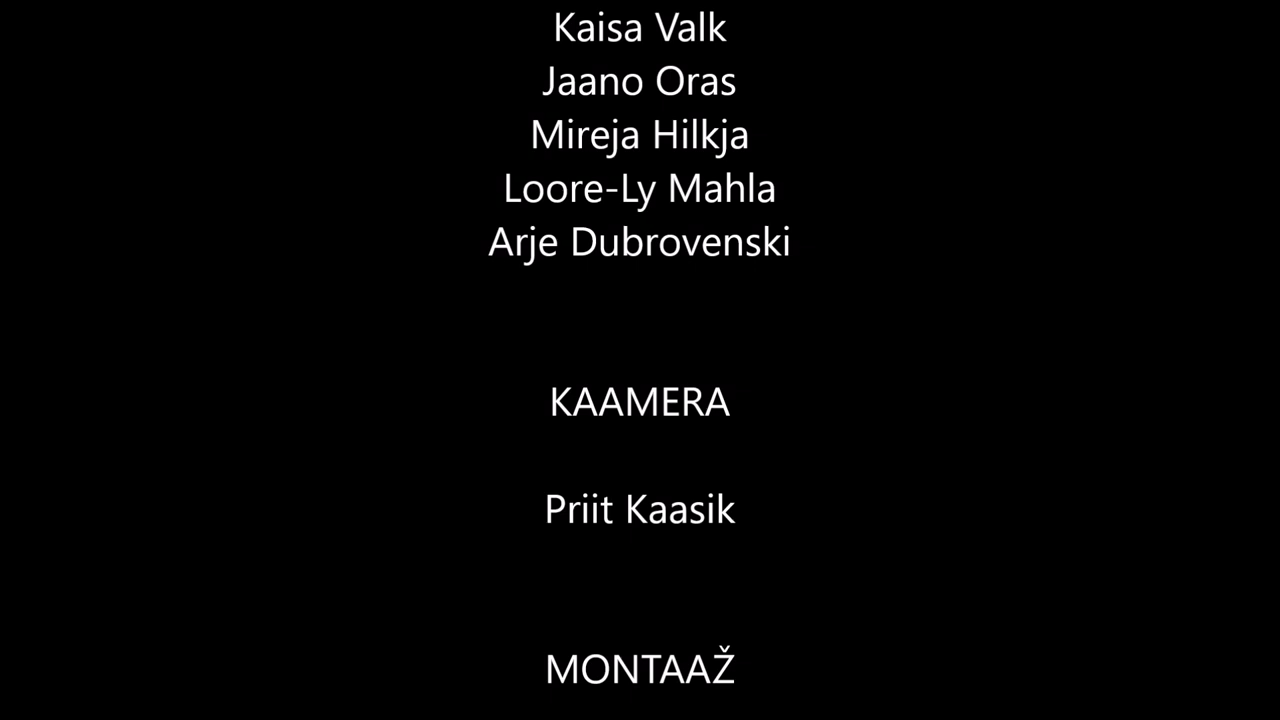 Kaisa Valk
Jaano Oras
Mireja Hilkja
Loore-Ly Mahla
Arje Dubrovenski
KAAMERA
Priit Kaasik
MONTAAŽ